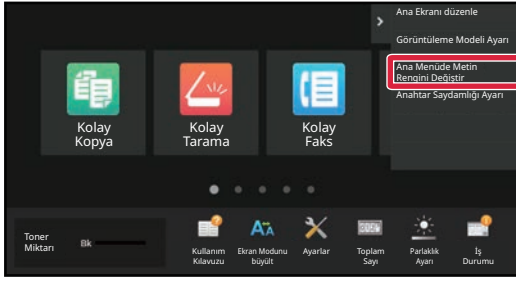 Ana Ekranı düzenle
Görüntüleme Modeli Ayarı
Ana Menüde Metin
Rengini Değiştir
Anahtar Saydamlığı Ayarı
Kolay
Kopya
Kolay
Tarama
Kolay
Faks
Toner
Miktarı
Bk
Kullanım
Kılavuzu
Ekran Modunu
büyült
Ayarlar
Toplam
Sayı
Parlaklık
Ayarı
İş
Durumu